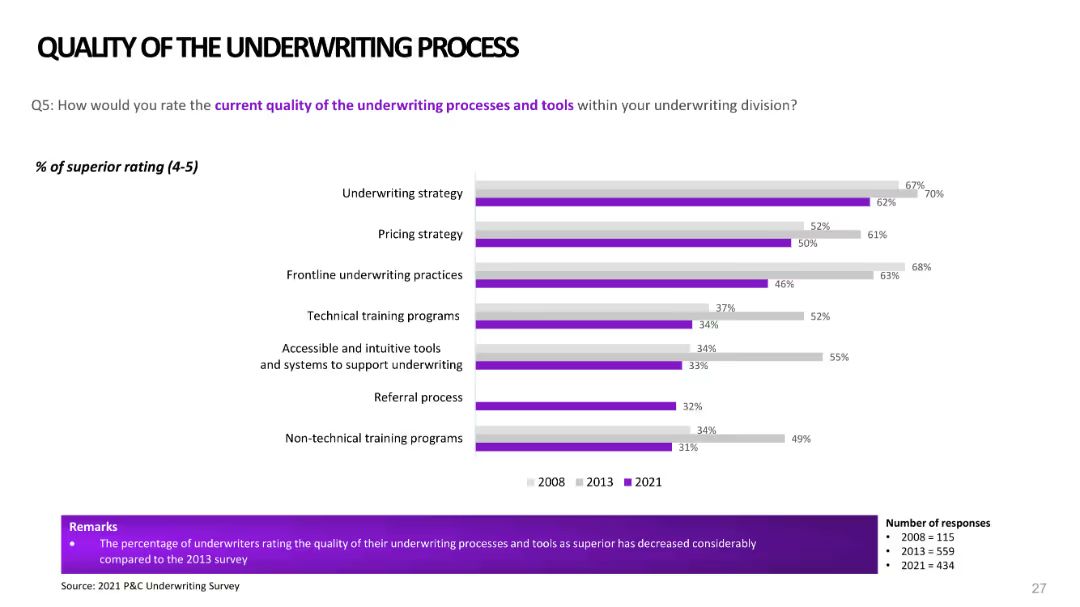 QUALITY OF THE UNDERWRITING PROCESS
Q5: How would you rate the current quality of the underwriting processes and tools within your underwriting division?
% of superior rating (4-5)
Underwriting strategy
67%
70%
62%
Pricing strategy
52%
61%
50%
Frontline underwriting practices
68%
63%
46%
Technical training programs
37%
52%
34%
Accessible and intuitive tools
and systems to support underwriting
34%
55%
33%
Referral process
32%
Non-technical training programs
34%
49%
31%
2008 2013 2021
Remarks
• The percentage of underwriters rating the quality of their underwriting processes and tools as superior has decreased considerably
compared to the 2013 survey
Number of responses
• 2008 = 115
• 2013 = 559
• 2021 = 434
Source: 2021 P&C Underwriting Survey
27